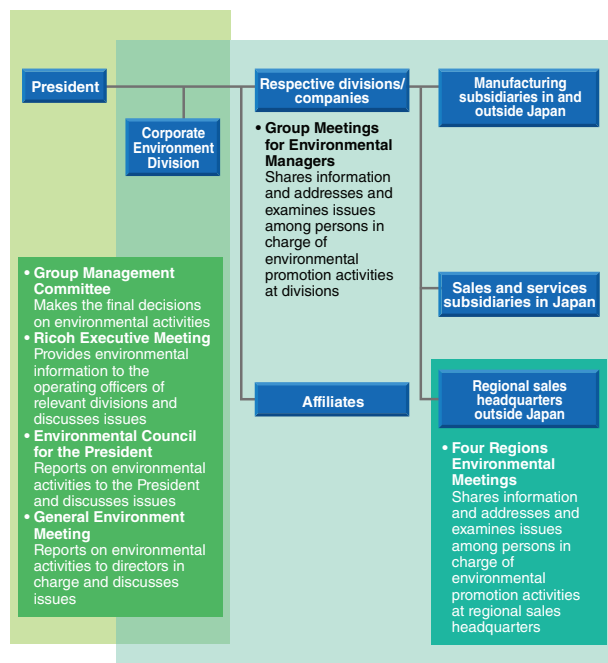 President
Corporate
Environment
Division
Respective divisions/
companies
• Group Meetings
for Environmental
Managers
Shares information
and addresses and
examines issues
among persons in
charge of
environmental
promotion activities
at divisions
Affiliates
Manufacturing
subsidiaries in and
outside Japan
Sales and services
subsidiaries in Japan
Regional sales
headquarters
outside Japan
• Four Regions
Environmental
Meetings
Shares information
and addresses and
examines issues
among persons in
charge of
environmental
promotion activities
at regional sales
headquarters
• Group Management
Committee
Makes the final decisions
on environmental activities
• Ricoh Executive Meeting
Provides environmental
information to the
operating officers of
relevant divisions and
discusses issues
• Environmental Council
for the President
Reports on environmental
activities to the President
and discusses issues
• General Environment
Meeting
Reports on environmental
activities to directors in
charge and discusses
issues